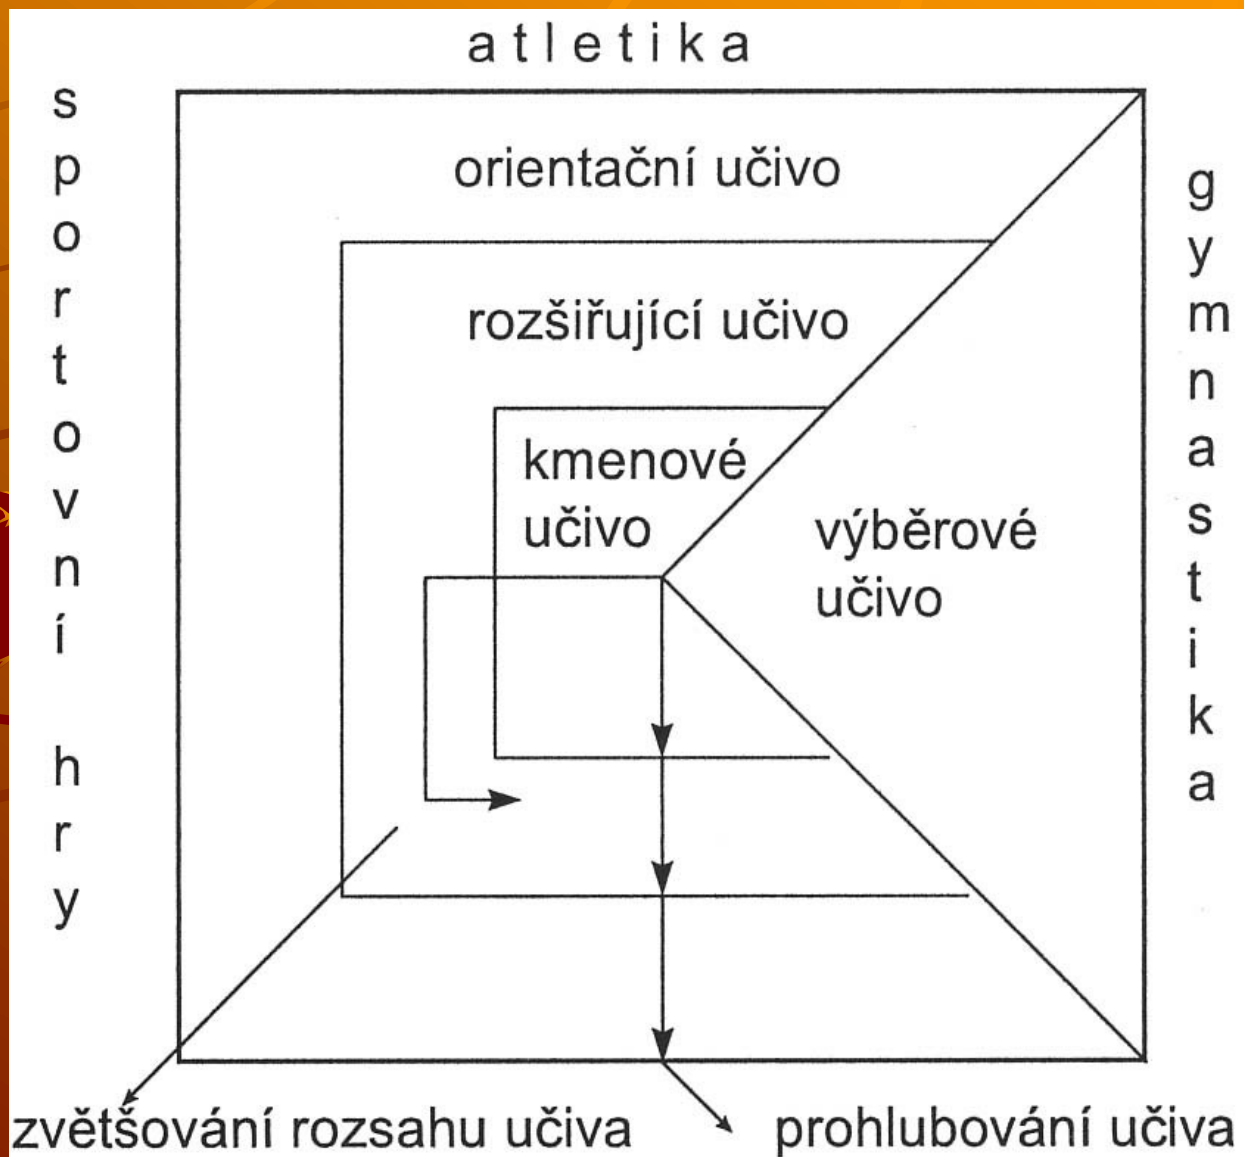 atletika
sportovní hry
orientační učivo
gymnastika
rozšiřující učivo
kmenové
učivo
výběrové
učivo
zvětšování rozsahu učiva
prohlubování učiva